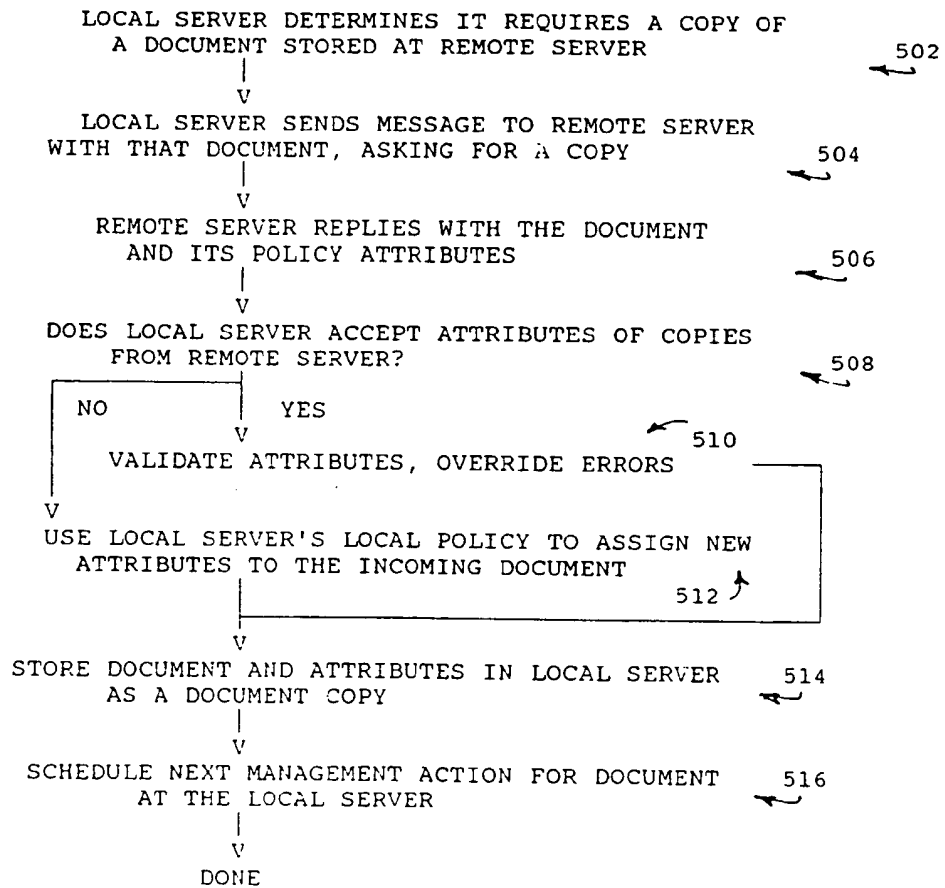 LOCAL SERVER DETERMINES IT REQUIRES A COPY OF
A DOCUMENT STORED AT REMOTE SERVER
502
LOCAL SERVER SENDS MESSAGE TO REMOTE SERVER
WITH THAT DOCUMENT, ASKING FOR A COPY
504
REMOTE SERVER REPLIES WITH THE DOCUMENT
AND ITS POLICY ATTRIBUTES
506
DOES LOCAL SERVER ACCEPT ATTRIBUTES OF COPIES
FROM REMOTE SERVER?
508
NO YES
510
VALIDATE ATTRIBUTES, OVERRIDE ERRORS
USE LOCAL SERVER'S LOCAL POLICY TO ASSIGN NEW
ATTRIBUTES TO THE INCOMING DOCUMENT
512
STORE DOCUMENT AND ATTRIBUTES IN LOCAL SERVER 514
AS A DOCUMENT COPY
SCHEDULE NEXT MANAGEMENT ACTION FOR DOCUMENT 516
AT THE LOCAL SERVER
DONE